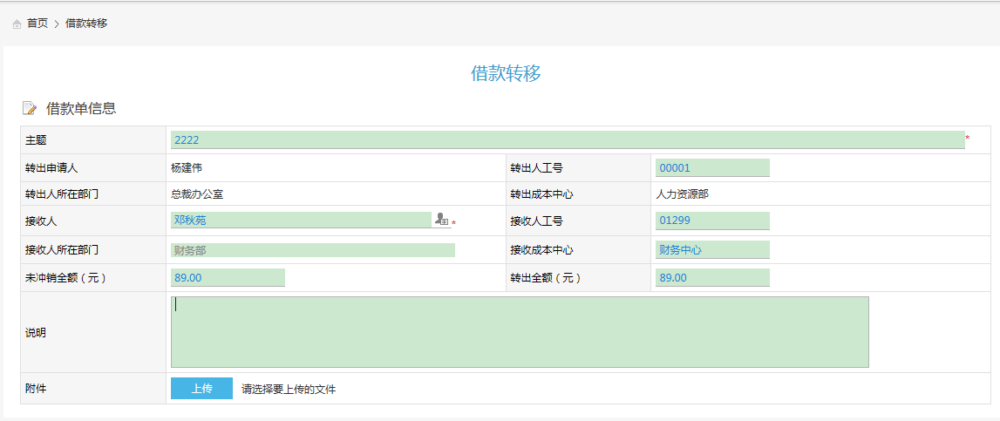 首页 > 借款转移
借款转移
借款单信息
主题 2222 *
转出申请人 杨建伟 转出人工号 00001
转出人所在部门 总裁办公室 转出成本中心 人力资源部
接收人 邓秋苑 * 接收人工号 01299
接收人所在部门 财务部 接收成本中心 财务中心
未冲销全额（元） 89.00 转出全额（元） 89.00
说明
附件 上传 请选择要上传的文件